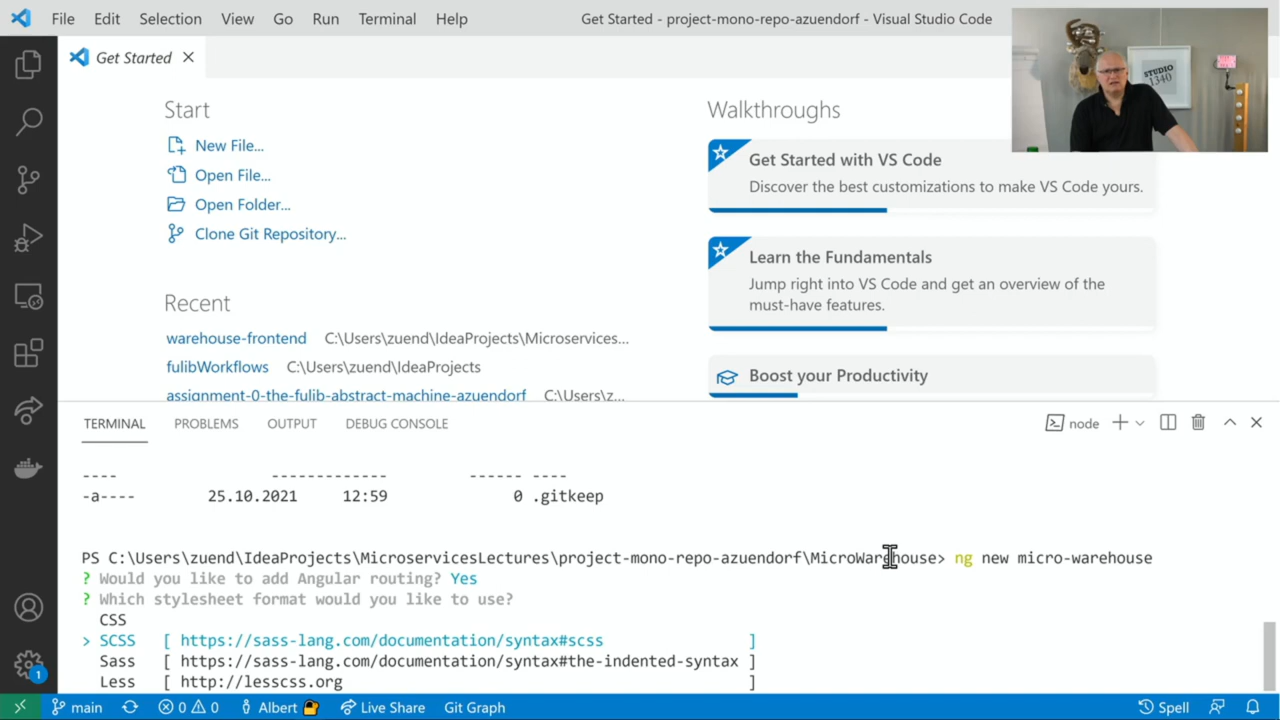 File Edit Selection View Go Run Terminal Help Get Started - project-mono-repo-azuendorf - Visual Studio Code
Get Started
STUDIO
1340
Start
New File...
Open File...
Open Folder...
Clone Git Repository...
Recent
warehouse-frontend C:\Users\zuend\IdeaProjects\Microservices...
fulibWorkflows C:\Users\zuend\IdeaProjects
assignment-0-the-fulib-abstract-machine-azuendorf C:\Users\z...
Walkthroughs
Get Started with VS Code
Discover the best customizations to make VS Code yours.
Learn the Fundamentals
Jump right into VS Code and get an overview of the
must-have features.
Boost your Productivity
TERMINAL PROBLEMS OUTPUT DEBUG CONSOLE node
---- ------------- ------ ----
-a---- 25.10.2021 12:59 0 .gitkeep
PS C:\Users\zuend\IdeaProjects\MicroservicesLectures\project-mono-repo-azuendorf\MicroWarehouse> ng new micro-warehouse
? Would you like to add Angular routing? Yes
? Which stylesheet format would you like to use?
CSS
> SCSS [ https://sass-lang.com/documentation/syntax#scss ]
Sass [ https://sass-lang.com/documentation/syntax#the-indented-syntax ]
Less [ http://lesscss.org ]
1
main 0 0 Albert Live Share Git Graph Spell